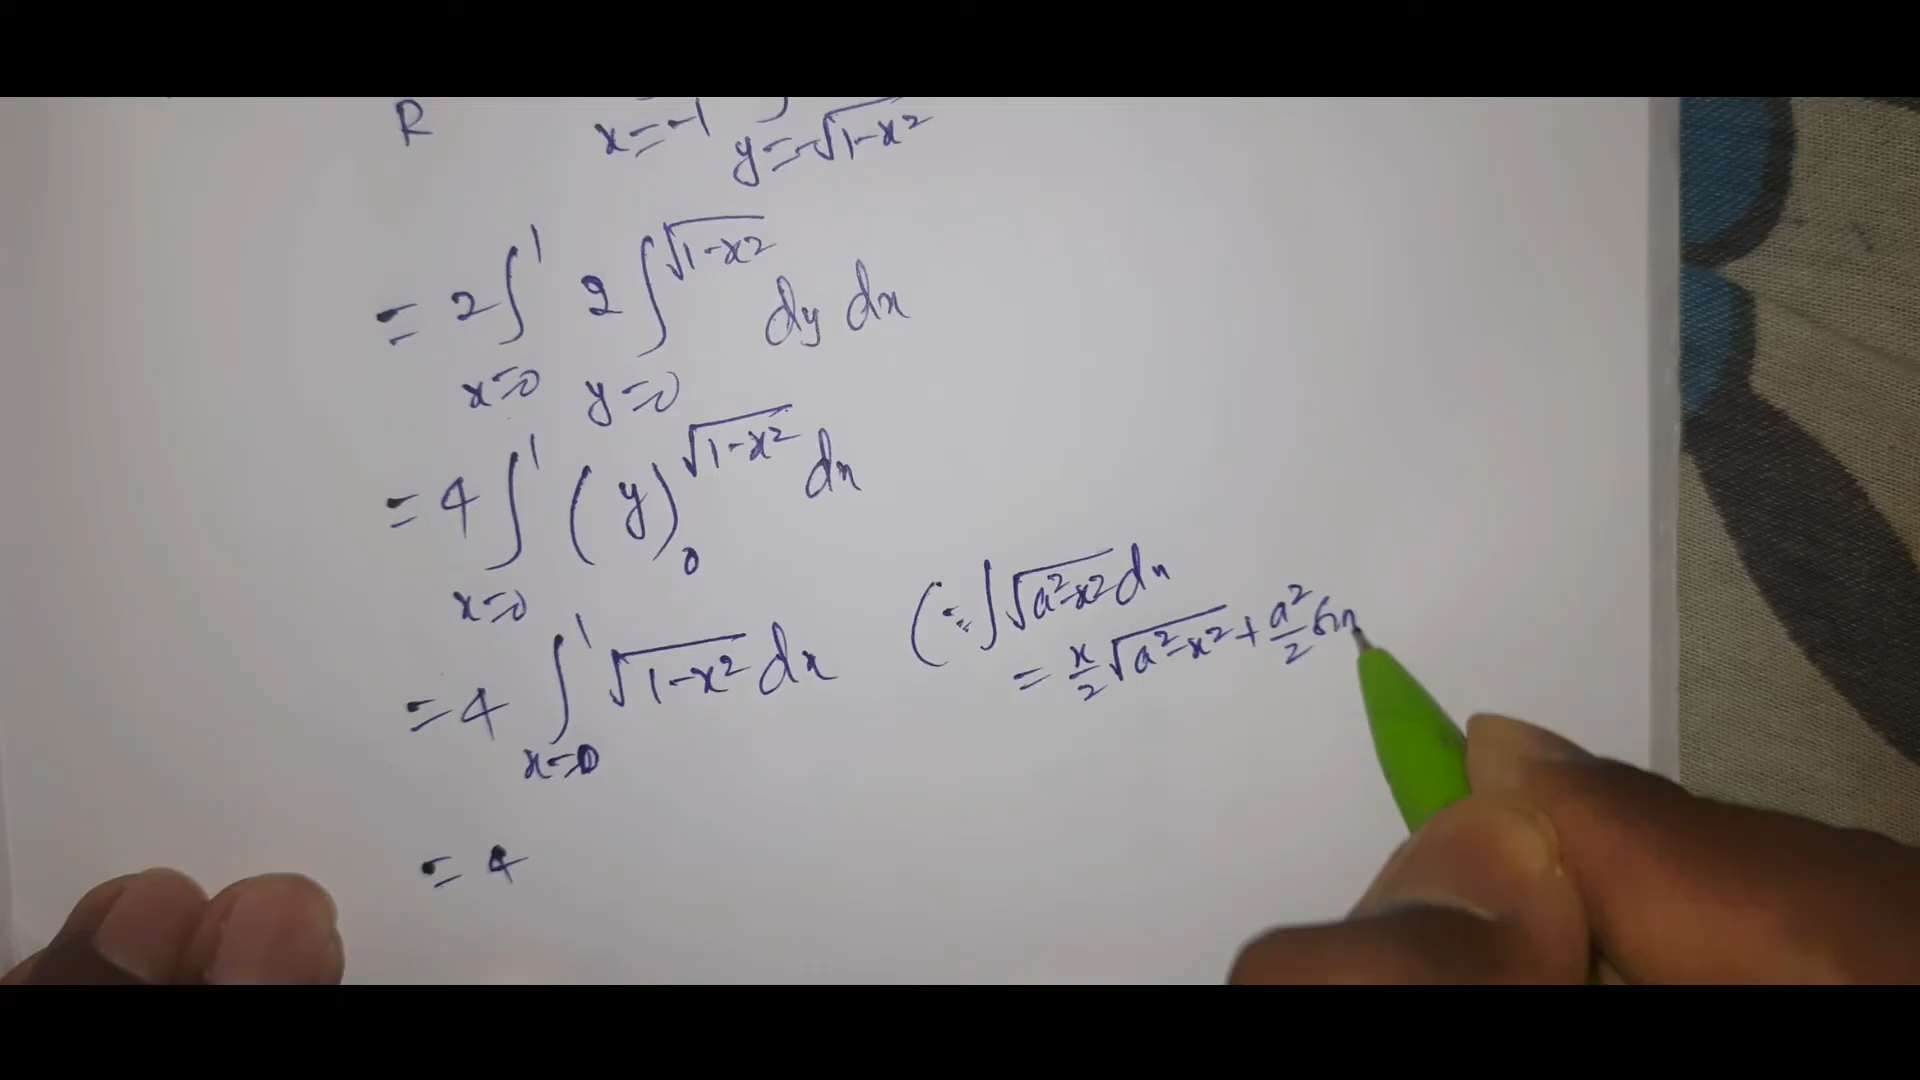 R x=-1 y=-√1-x²
= 2∫¹ 2∫^√1-x² dy dx
x=0 y=0
= 4∫¹ (y)₀^√1-x² dx
x=0
(∵ ∫√a²-x² dx
= 4∫¹ √1-x² dx
x=0
= x/2 √a²-x² + a²/2 sin
= 4